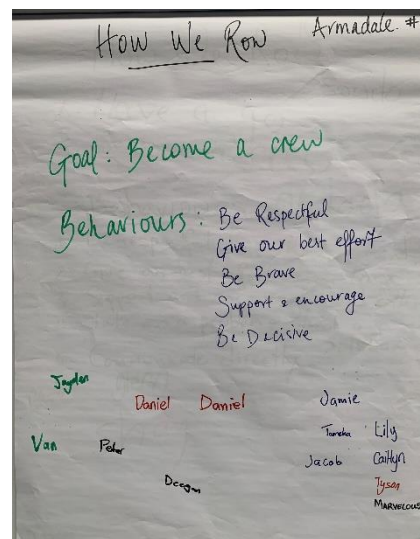 How We Row
Armadale. #
Goal: Become a crew
Behaviours: Be Respectful
Give our best effort
Be Brave
Support & encourage
Be Decisive
Jayden
Daniel Daniel
Jamie
Van
Peter
Taneka
Lily
Deegan
Jacob
Caitlyn
Tyson
MARVELOUS